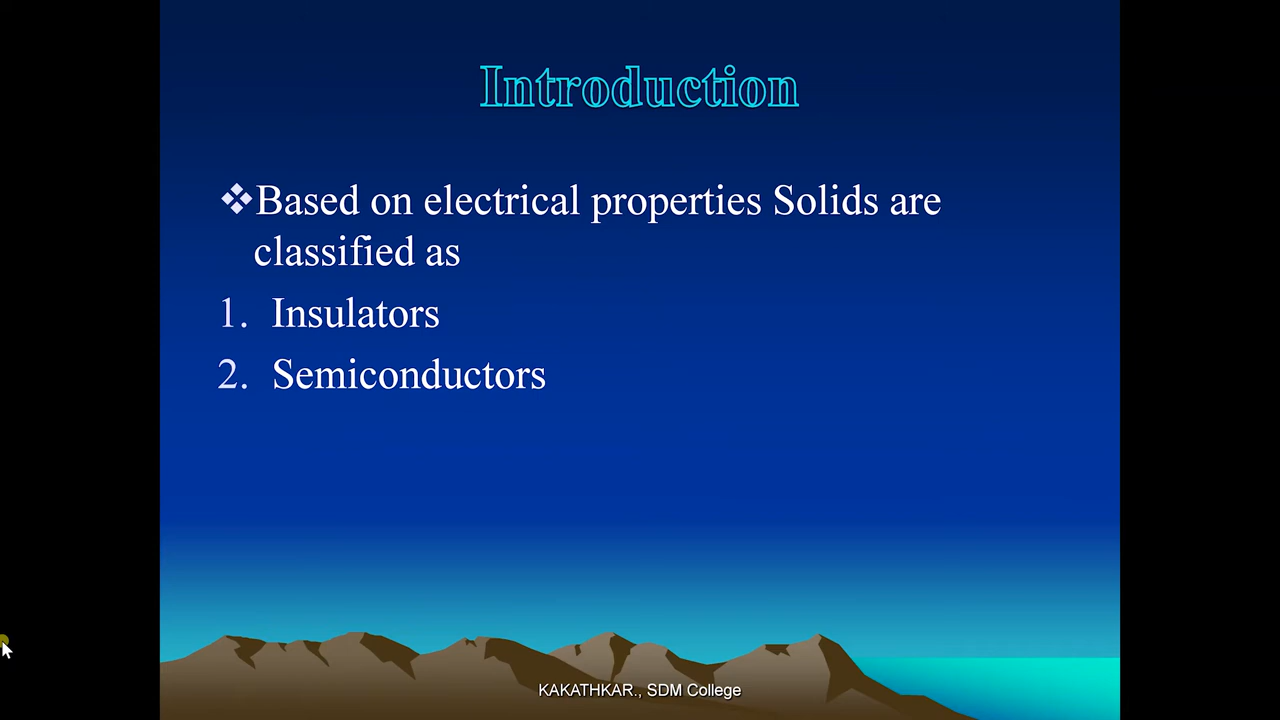 Introduction
❖Based on electrical properties Solids are
classified as
1. Insulators
2. Semiconductors
KAKATHKAR., SDM College